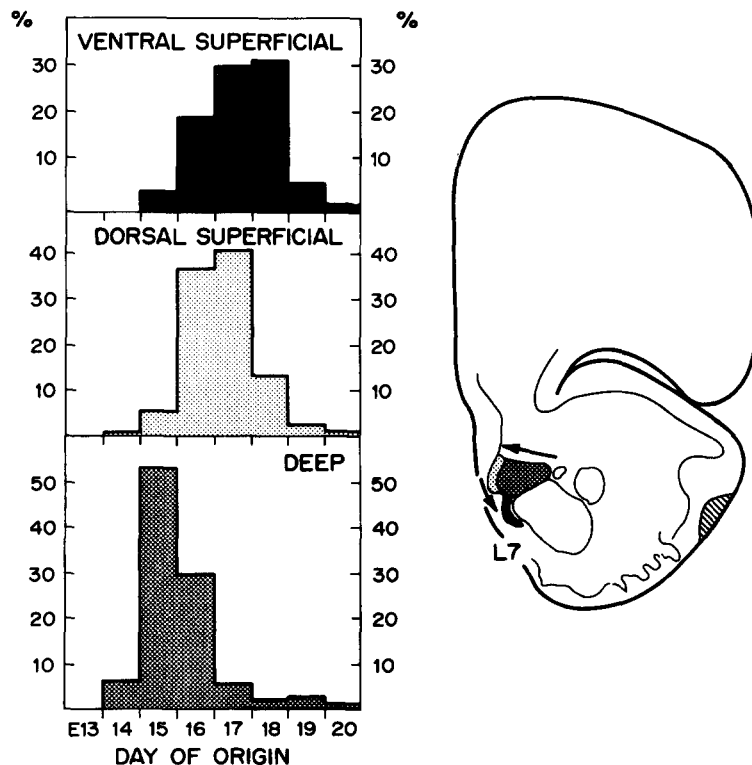 % %
VENTRAL SUPERFICIAL
30 30
20 20
10 10
DORSAL SUPERFICIAL
40 40
30 30
20 20
10 10
DEEP
50 50
40 40
30 30
20 20
10 10
E13 14 15 16 17 18 19 20
DAY OF ORIGIN
L7